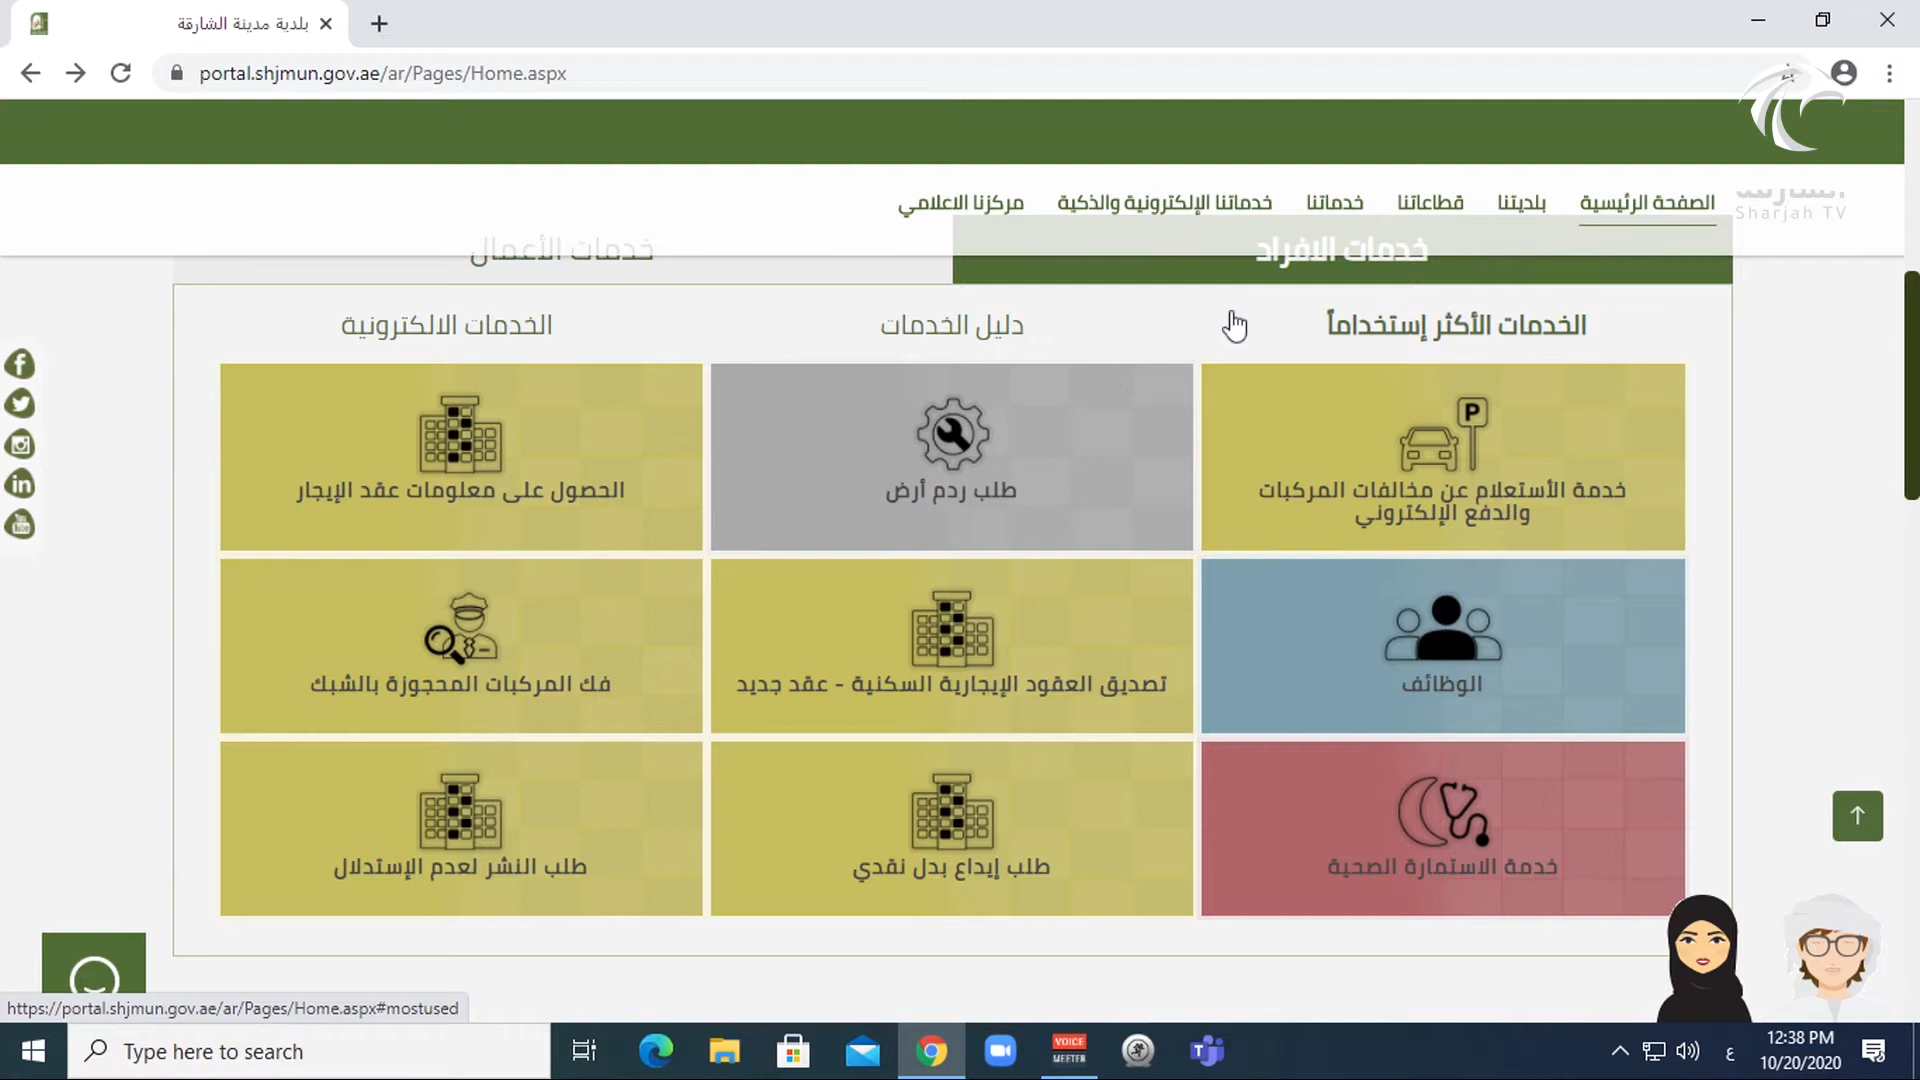 بلدية مدينة الشارقة
portal.shjmun.gov.ae/ar/Pages/Home.aspx
الصفحة الرئيسية
بلديتنا
قطاعاتنا
خدماتنا
خدماتنا الإلكترونية والذكية
مركزنا الاعلامي
Sharjah TV
خدمات الافراد
خدمات الأعمال
الخدمات الأكثر إستخداماً
دليل الخدمات
الخدمات الالكترونية
P
خدمة الأستعلام عن مخالفات المركبات
والدفع الإلكتروني
طلب ردم أرض
الحصول على معلومات عقد الإيجار
الوظائف
تصديق العقود الإيجارية السكنية - عقد جديد
فك المركبات المحجوزة بالشبك
خدمة الاستمارة الصحية
طلب إيداع بدل نقدي
طلب النشر لعدم الإستدلال
https://portal.shjmun.gov.ae/ar/Pages/Home.aspx#mostused
Type here to search
VOICE
MEETER
ع
12:38 PM
10/20/2020